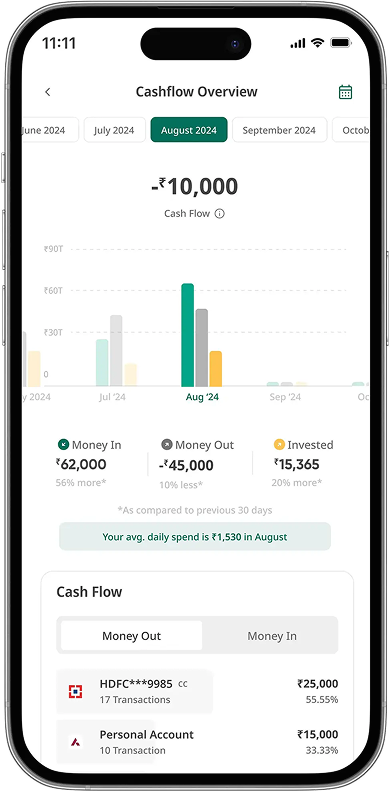 11:11
Cashflow Overview
June 2024
July 2024
August 2024
September 2024
Octob
-₹10,000
Cash Flow
₹90T
₹60T
₹30T
0
y 2024
Jul '24
Aug '24
Sep '24
Oc
Money In
Money Out
Invested
₹62,000
-₹45,000
₹15,365
56% more*
10% less*
20% more*
*As compared to previous 30 days
Your avg. daily spend is ₹1,530 in August
Cash Flow
Money Out
Money In
HDFC***9985 CC
₹25,000
17 Transactions
55.55%
Personal Account
₹15,000
10 Transaction
33.33%